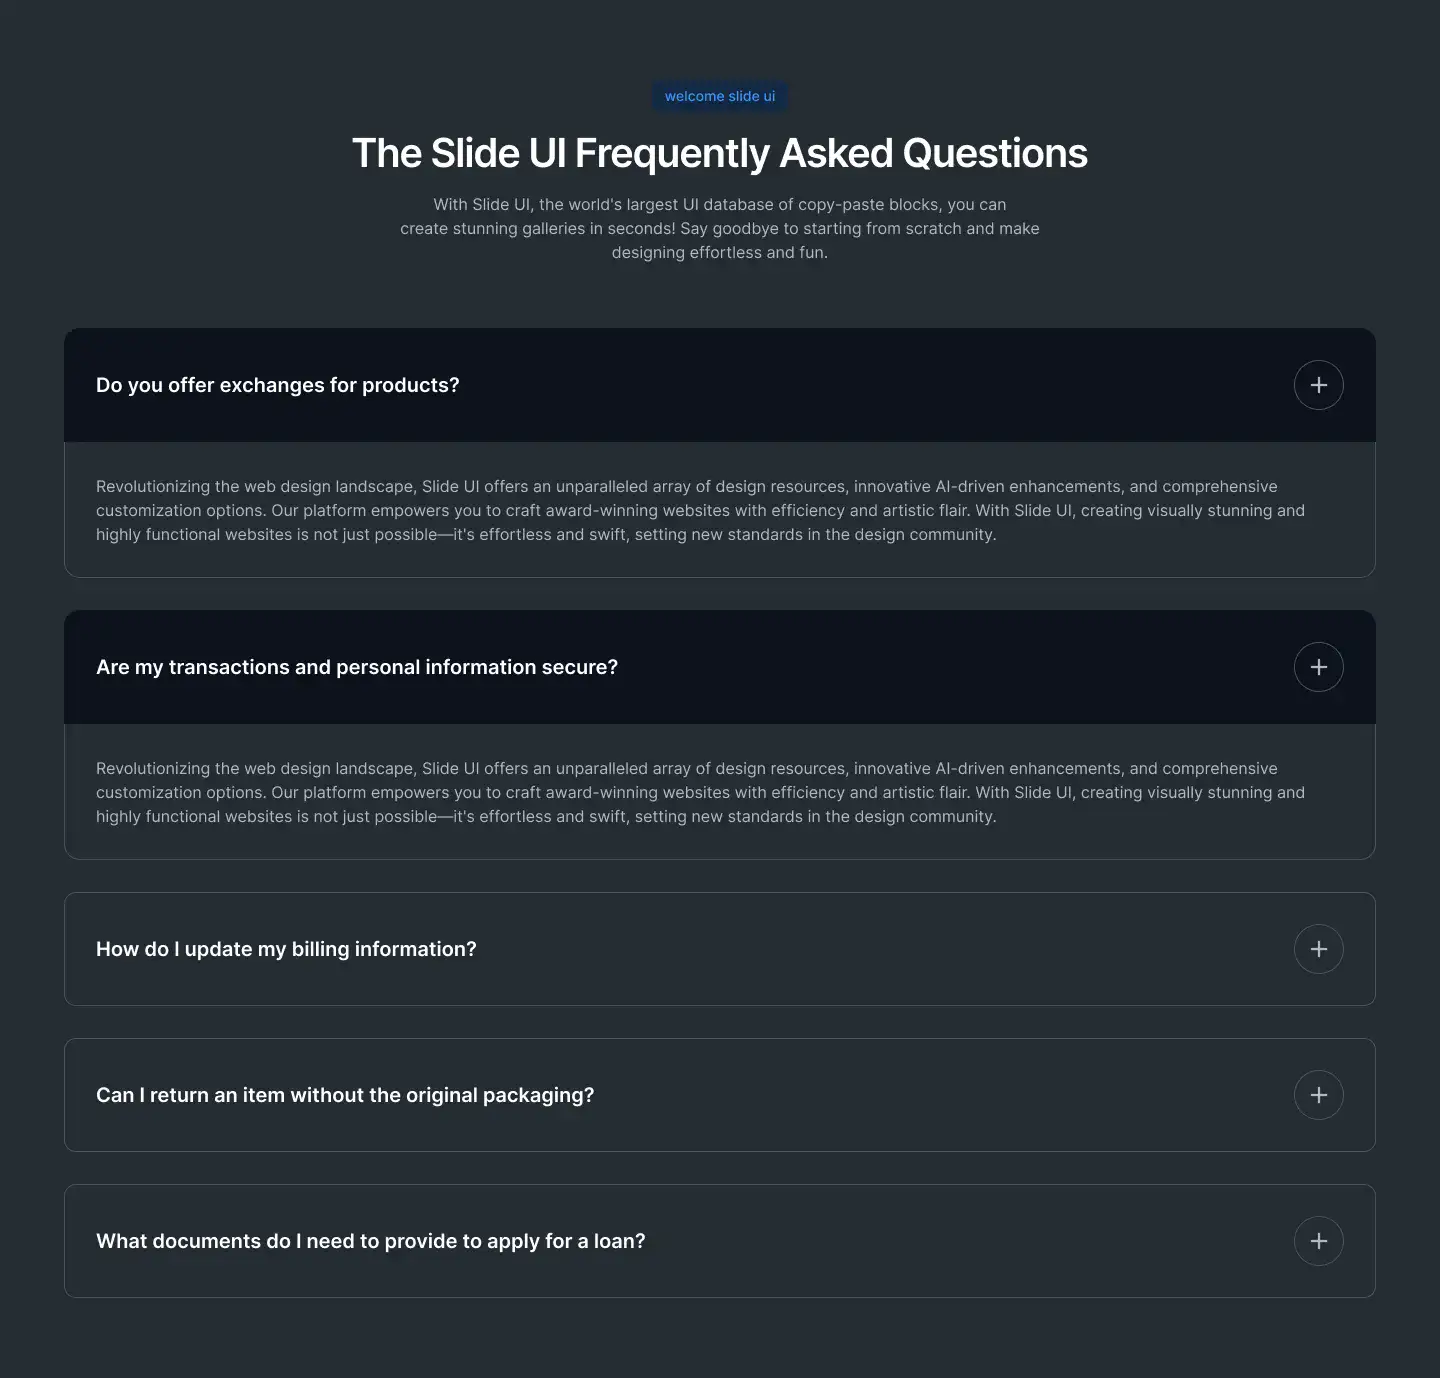 welcome slide ui
The Slide UI Frequently Asked Questions
With Slide UI, the world's largest UI database of copy-paste blocks, you can
create stunning galleries in seconds! Say goodbye to starting from scratch and make
designing effortless and fun.
Do you offer exchanges for products?
Revolutionizing the web design landscape, Slide UI offers an unparalleled array of design resources, innovative AI-driven enhancements, and comprehensive
customization options. Our platform empowers you to craft award-winning websites with efficiency and artistic flair. With Slide UI, creating visually stunning and
highly functional websites is not just possible—it's effortless and swift, setting new standards in the design community.
Are my transactions and personal information secure?
Revolutionizing the web design landscape, Slide UI offers an unparalleled array of design resources, innovative AI-driven enhancements, and comprehensive
customization options. Our platform empowers you to craft award-winning websites with efficiency and artistic flair. With Slide UI, creating visually stunning and
highly functional websites is not just possible—it's effortless and swift, setting new standards in the design community.
How do I update my billing information?
Can I return an item without the original packaging?
What documents do I need to provide to apply for a loan?